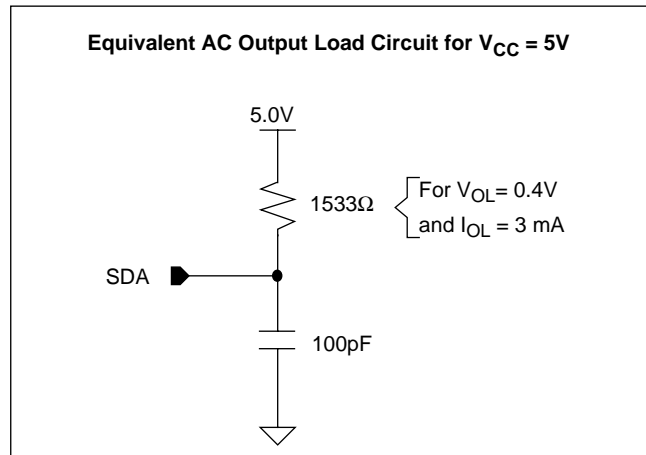 Equivalent AC Output Load Circuit for VCC = 5V
5.0V
1533Ω
For VOL= 0.4V
and IOL = 3 mA
SDA
100pF